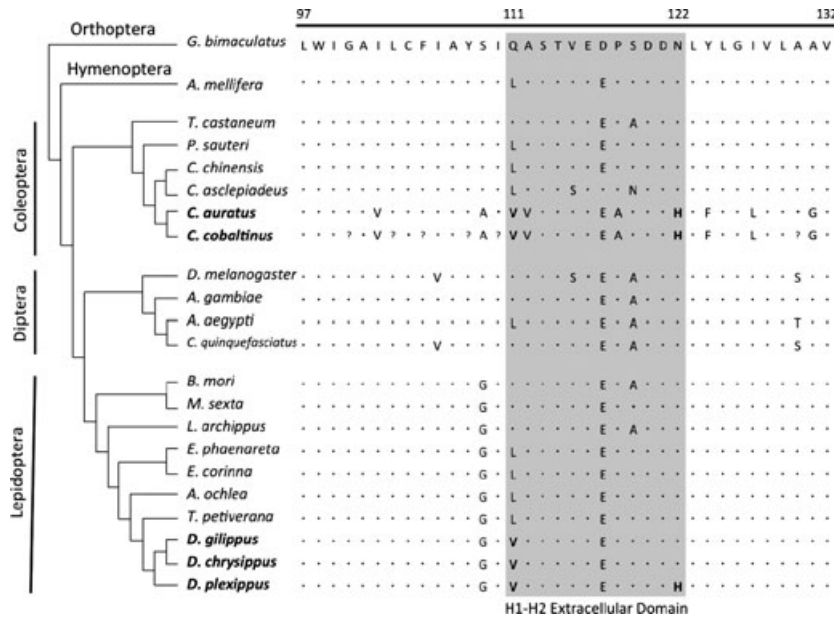 97 111 122 132
Orthoptera
G. bimaculatus L W I G A I L C F I A Y S I Q A S T V E D P S D D N L Y L G I V L A A V
Hymenoptera
A. mellifera · · · · · · · · · · · · · · L · · · · · E · · · · · · · · · · · · · · ·
Coleoptera
T. castaneum · · · · · · · · · · · · · · · · · · · · E · A · · · · · · · · · · · · ·
P. sauteri · · · · · · · · · · · · · · L · · · · · E · · · · · · · · · · · · · · ·
C. chinensis · · · · · · · · · · · · · · L · · · · · E · · · · · · · · · · · · · · ·
C. asclepiadeus · · · · · · · · · · · · · · L · · · S · · · N · · · · · · · · · · · · ·
C. auratus · · · · · V · · · · · · A · V V · · · · E A · · · H · F · · L · · · G ·
C. cobaltinus · · · ? · V ? · ? · · ? A ? V V · · · · E A · · · H · F · · L · · ? G ·
Diptera
D. melanogaster · · · · · · · · · V · · · · · · · · S · E · A · · · · · · · · · · S · ·
A. gambiae · · · · · · · · · · · · · · · · · · · · E · A · · · · · · · · · · · · ·
A. aegypti · · · · · · · · · · · · · · L · · · · · E · A · · · · · · · · · · T · ·
C. quinquefasciatus · · · · · · · · · V · · · · · · · · · · E · A · · · · · · · · · · S · ·
Lepidoptera
B. mori · · · · · · · · · · · · G · · · · · · · E · A · · · · · · · · · · · · ·
M. sexta · · · · · · · · · · · · G · · · · · · · E · · · · · · · · · · · · · · ·
L. archippus · · · · · · · · · · · · G · · · · · · · E · A · · · · · · · · · · · · ·
E. phaenareta · · · · · · · · · · · · G · L · · · · · E · · · · · · · · · · · · · · ·
E. corinna · · · · · · · · · · · · G · L · · · · · E · · · · · · · · · · · · · · ·
A. ochlea · · · · · · · · · · · · G · L · · · · · E · · · · · · · · · · · · · · ·
T. petiverana · · · · · · · · · · · · G · L · · · · · E · · · · · · · · · · · · · · ·
D. gilippus · · · · · · · · · · · · G · V · · · · · E · · · · · · · · · · · · · · ·
D. chrysippus · · · · · · · · · · · · G · V · · · · · E · · · · · · · · · · · · · · ·
D. plexippus · · · · · · · · · · · · G · V · · · · · E · · · · H · · · · · · · · · ·
H1-H2 Extracellular Domain